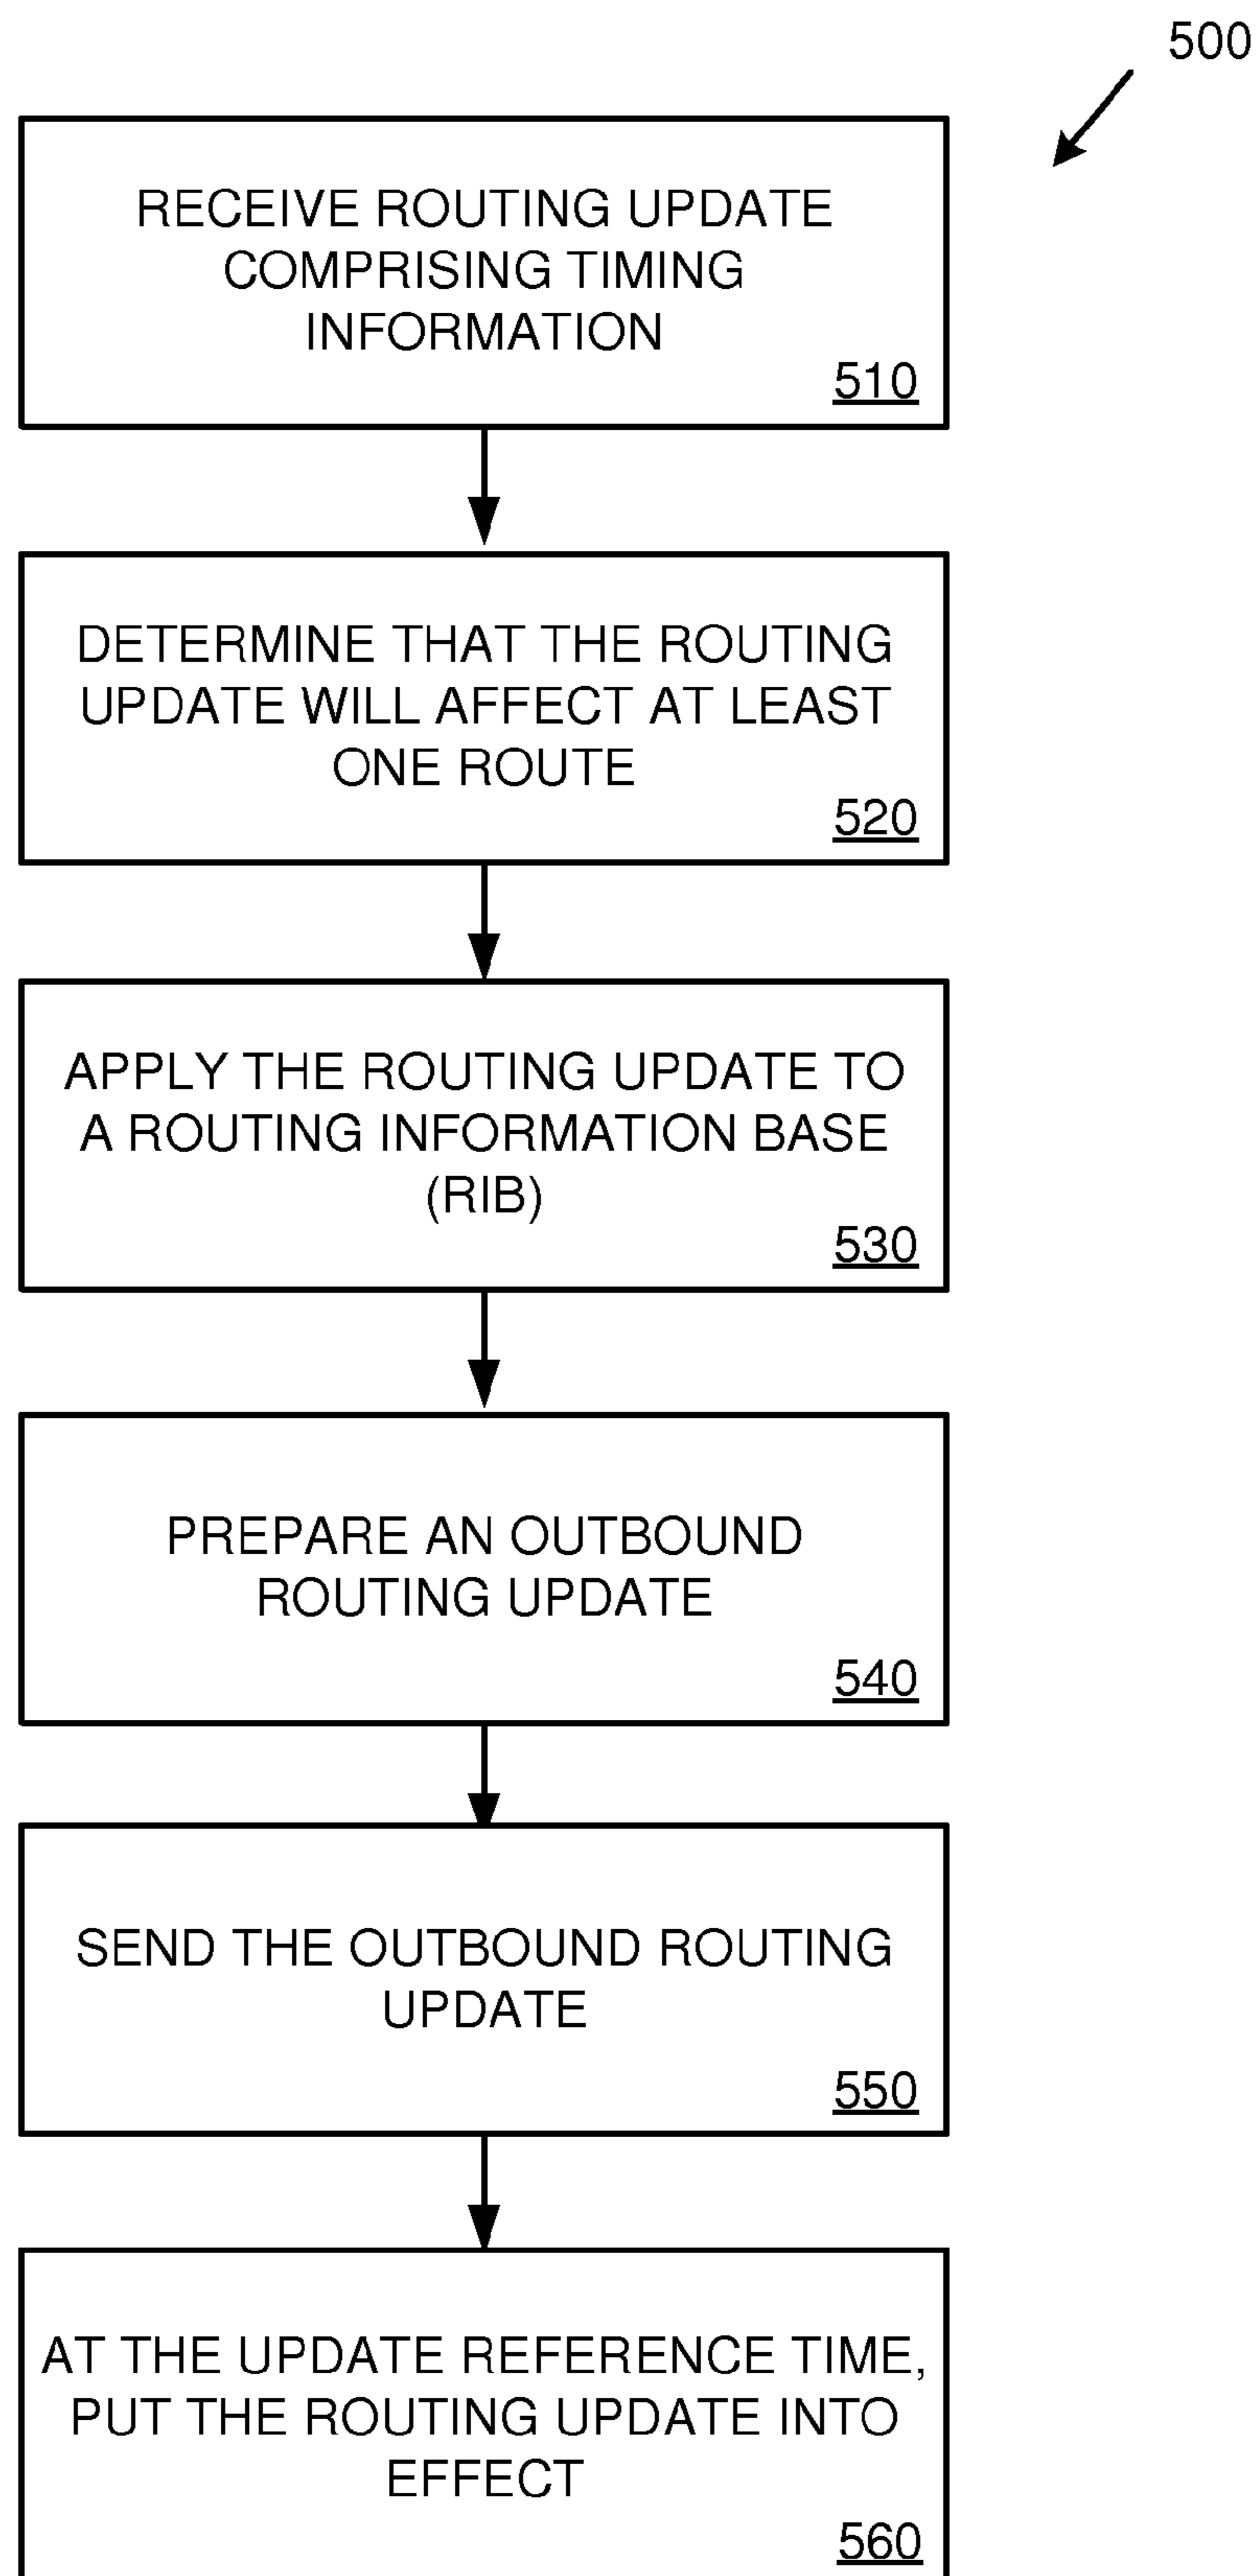 500
RECEIVE ROUTING UPDATE
COMPRISING TIMING
INFORMATION
510
DETERMINE THAT THE ROUTING
UPDATE WILL AFFECT AT LEAST
ONE ROUTE
520
APPLY THE ROUTING UPDATE TO
A ROUTING INFORMATION BASE
(RIB)
530
PREPARE AN OUTBOUND
ROUTING UPDATE
540
SEND THE OUTBOUND ROUTING
UPDATE
550
AT THE UPDATE REFERENCE TIME,
PUT THE ROUTING UPDATE INTO
EFFECT
560